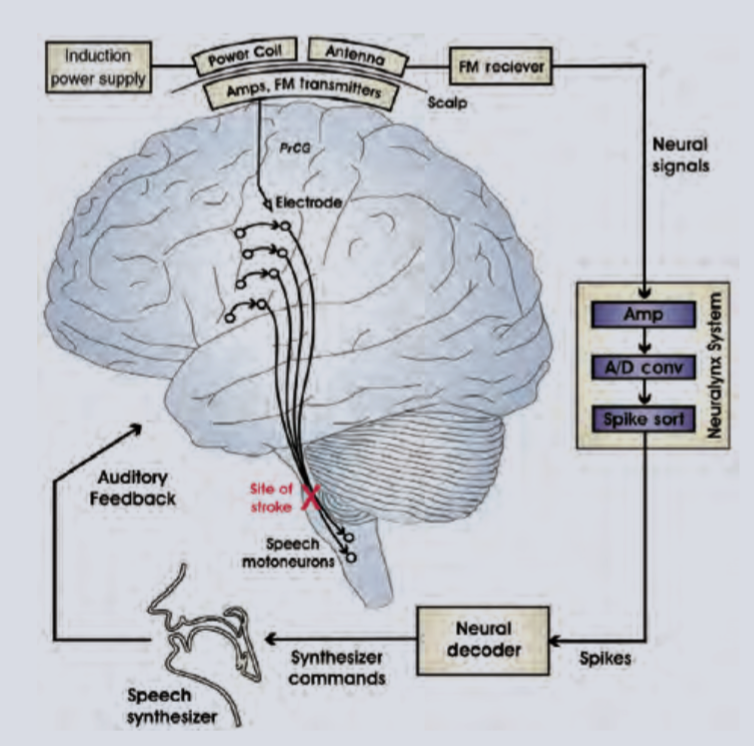 Induction
power supply
Power Coil
Antenna
FM reciever
Amps, FM transmitters
Scalp
PrCG
Electrode
Neural
signals
Amp
A/D conv
Spike sort
Neuralynx System
Auditory
Feedback
Site of
stroke
X
Speech
motoneurons
Neural
decoder
Spikes
Synthesizer
commands
Speech
synthesizer